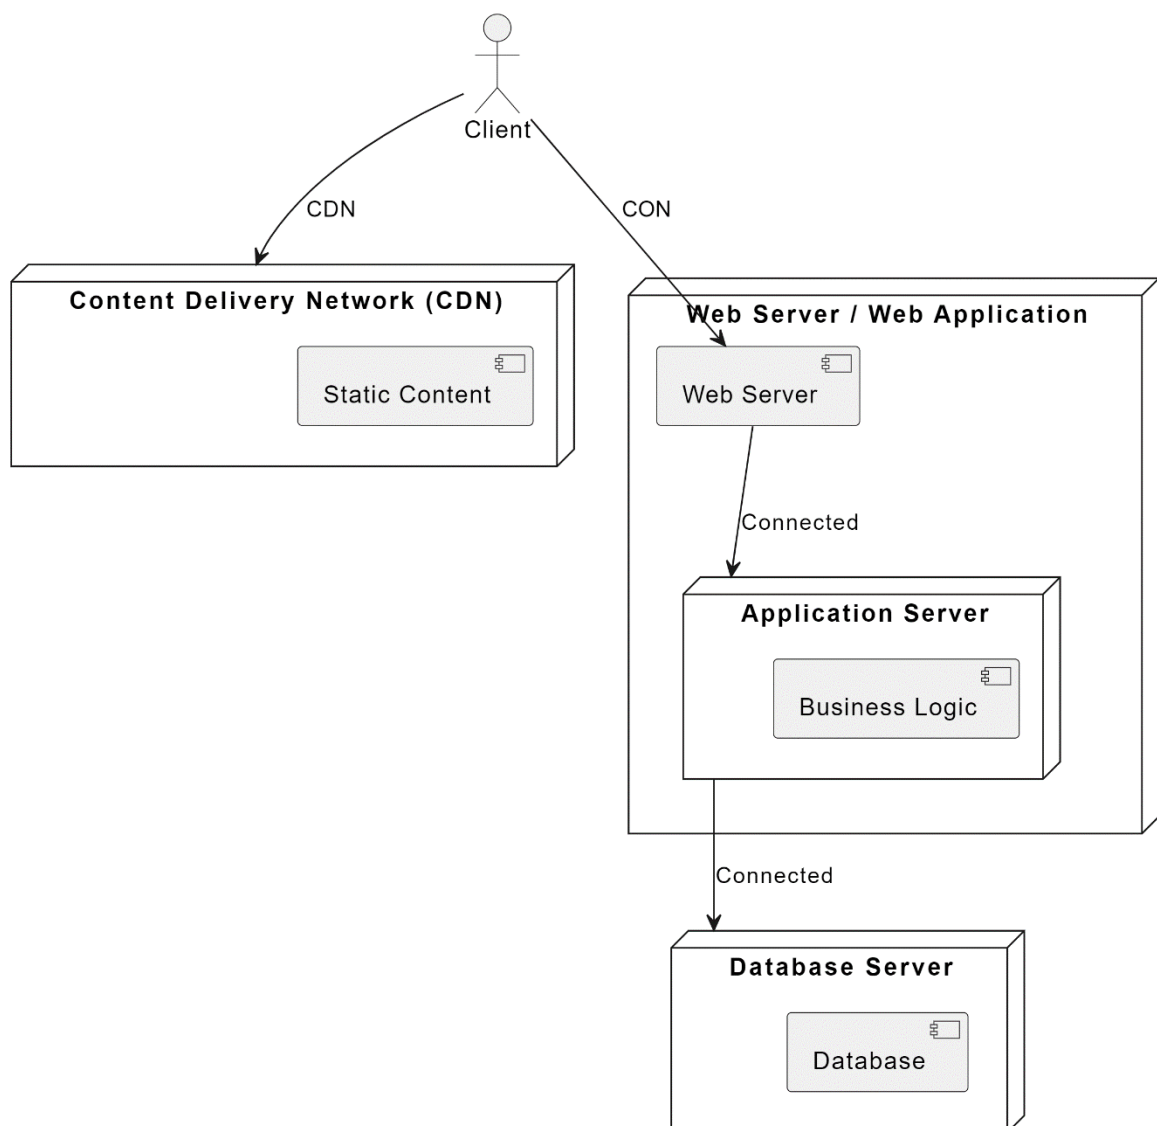 Client
CDN
CON
Content Delivery Network (CDN)
Static Content
Web Server / Web Application
Web Server
Connected
Application Server
Business Logic
Connected
Database Server
Database